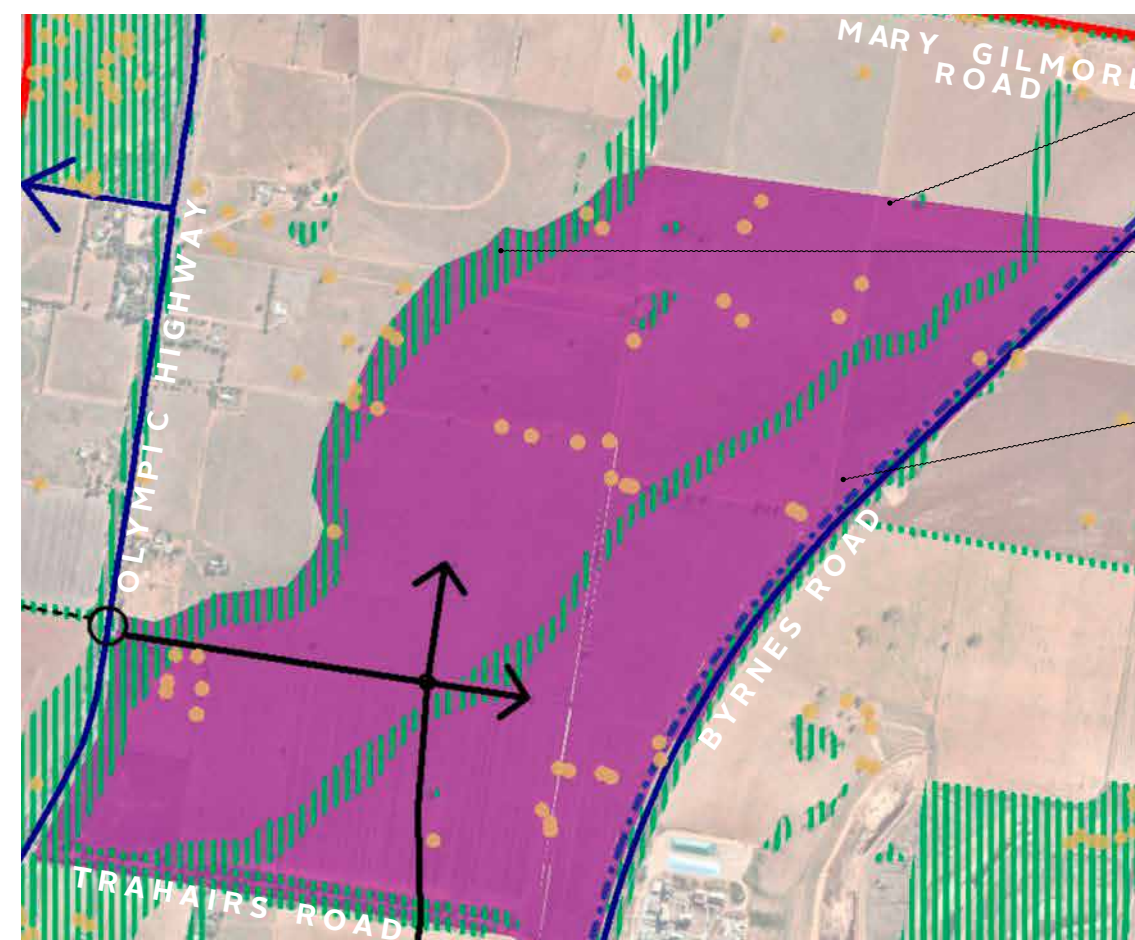 MARY GILMORE
ROAD
OLYMPIC HIGHWAY
BYRNES ROAD
TRAHAIRS ROAD